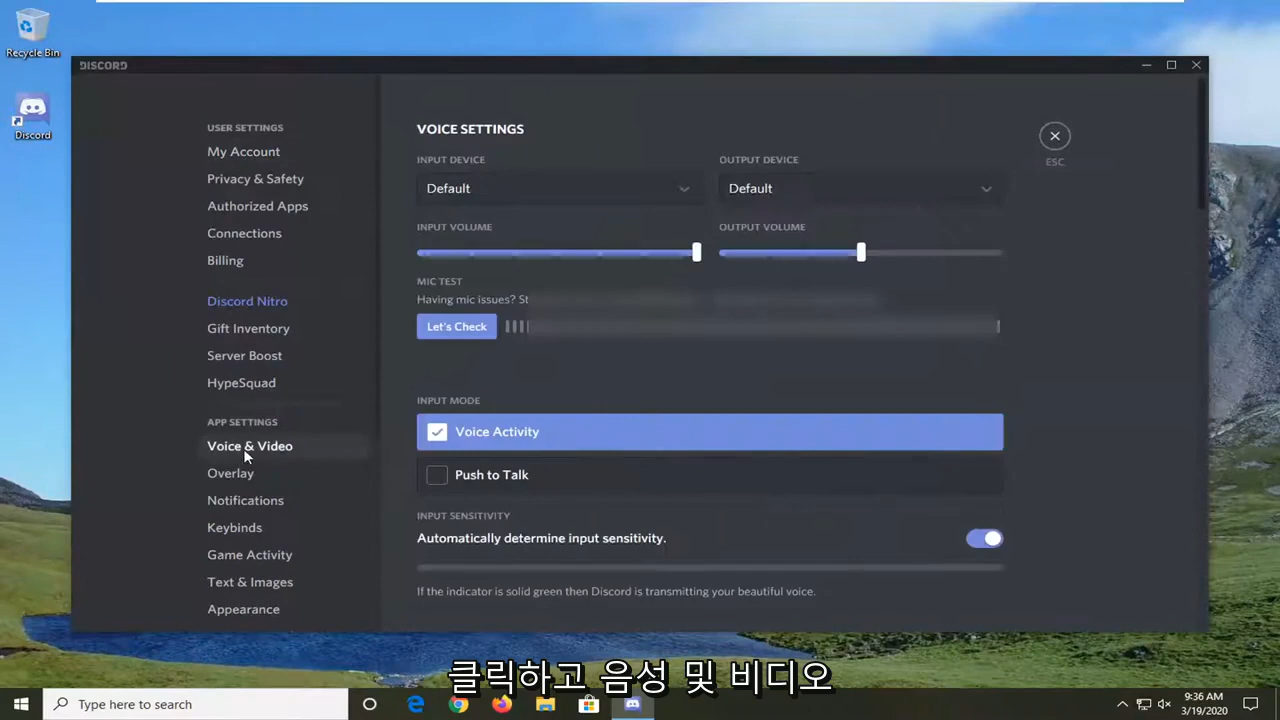 Recycle Bin
Discord
DISCORD
USER SETTINGS
My Account
Privacy & Safety
Authorized Apps
Connections
Billing
Discord Nitro
Gift Inventory
Server Boost
HypeSquad
APP SETTINGS
Voice & Video
Overlay
Notifications
Keybinds
Game Activity
Text & Images
Appearance
VOICE SETTINGS
INPUT DEVICE
Default
OUTPUT DEVICE
Default
INPUT VOLUME
OUTPUT VOLUME
MIC TEST
Having mic issues? St
Let's Check
INPUT MODE
Voice Activity
Push to Talk
INPUT SENSITIVITY
Automatically determine input sensitivity.
If the indicator is solid green then Discord is transmitting your beautiful voice.
ESC
클릭하고 음성 및 비디오
Type here to search
9:36 AM
3/19/2020